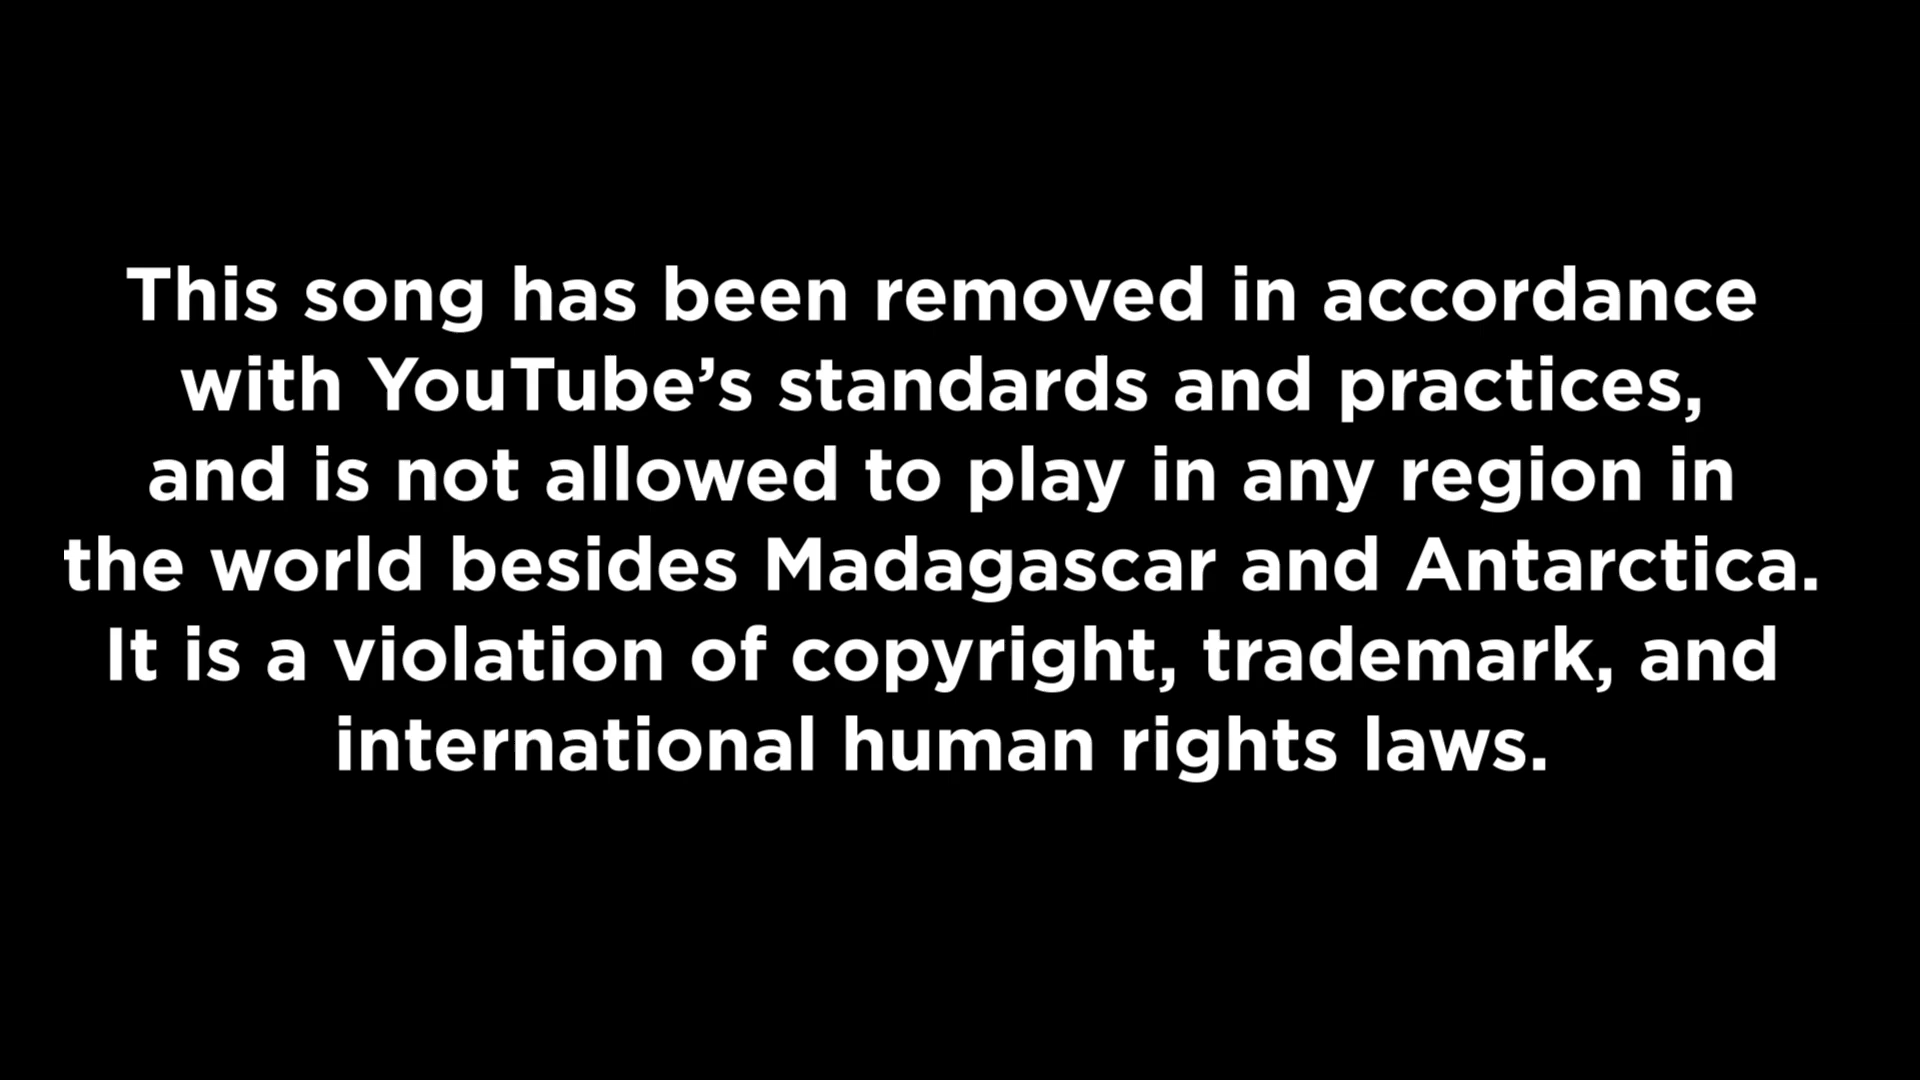 This song has been removed in accordance
with YouTube’s standards and practices,
and is not allowed to play in any region in
the world besides Madagascar and Antarctica.
It is a violation of copyright, trademark, and
international human rights laws.